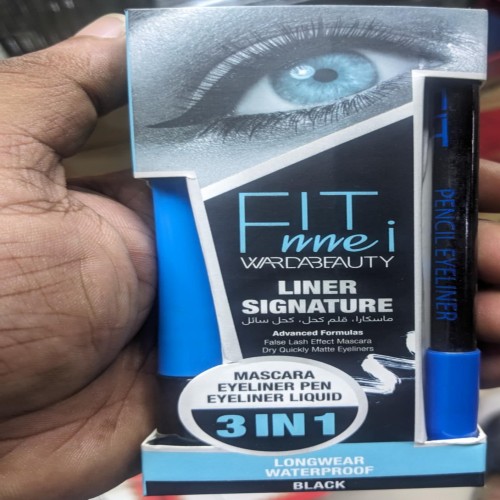 FIT
mme i
WARDABEAUTY
LINER
SIGNATURE
ماسكارا، قلم كحل، كحل سائل
Advanced Formulas
False Lash Effect Mascara
Dry Quickly Matte Eyeliners
MASCARA
EYELINER PEN
EYELINER LIQUID
3 IN 1
LONGWEAR
WATERPROOF
BLACK
PENCIL EYELINER